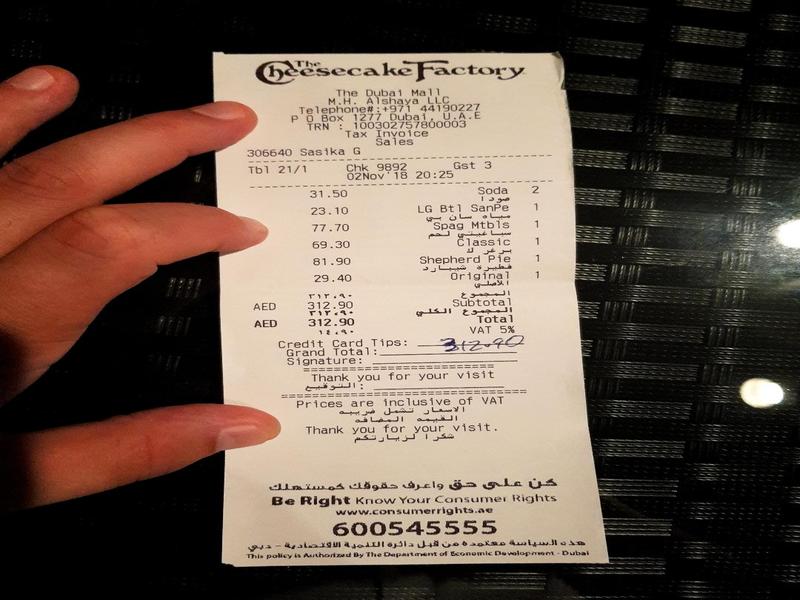 The Cheesecake Factory
The Dubai Mall
M.H. Alshaya LLC
Telephone#:+971 44190227
P O Box 1277 Dubai, U.A.E
TRN : 100302757800003
Tax Invoice
Sales
306640 Sasika G
Tbl 21/1 Chk 9892 Gst 3
02Nov'18 20:25
31.50 Soda 2
صودا
23.10 LG Btl SanPe 1
مياه سان بي
77.70 Spag Mtbls 1
سباغيتي لحم
69.30 Classic 1
برغر ك
81.90 Shepherd Pie 1
فطيرة شيبارد
29.40 Original 1
الأصلي
المجموع
٣١٢.٩٠
AED 312.90 Subtotal
٣١٢.٩٠ المجموع الكلي
AED 312.90 Total
١٤.٩٠ VAT 5%
Credit Card Tips: 312.90
Grand Total:
Signature:
Thank you for your visit
التوقيع:
Prices are inclusive of VAT
الاسعار تشمل ضريبه
القيمه المضافه
Thank you for your visit.
شكرا لزيارتكم
كن على حق واعرف حقوقك كمستهلك
Be Right Know Your Consumer Rights
www.consumerrights.ae
600545555
هذه السياسة معتمده من قبل دائرة التنمية الاقتصادية - دبي
This policy is Authorized By The Department of Economic Development - Dubai